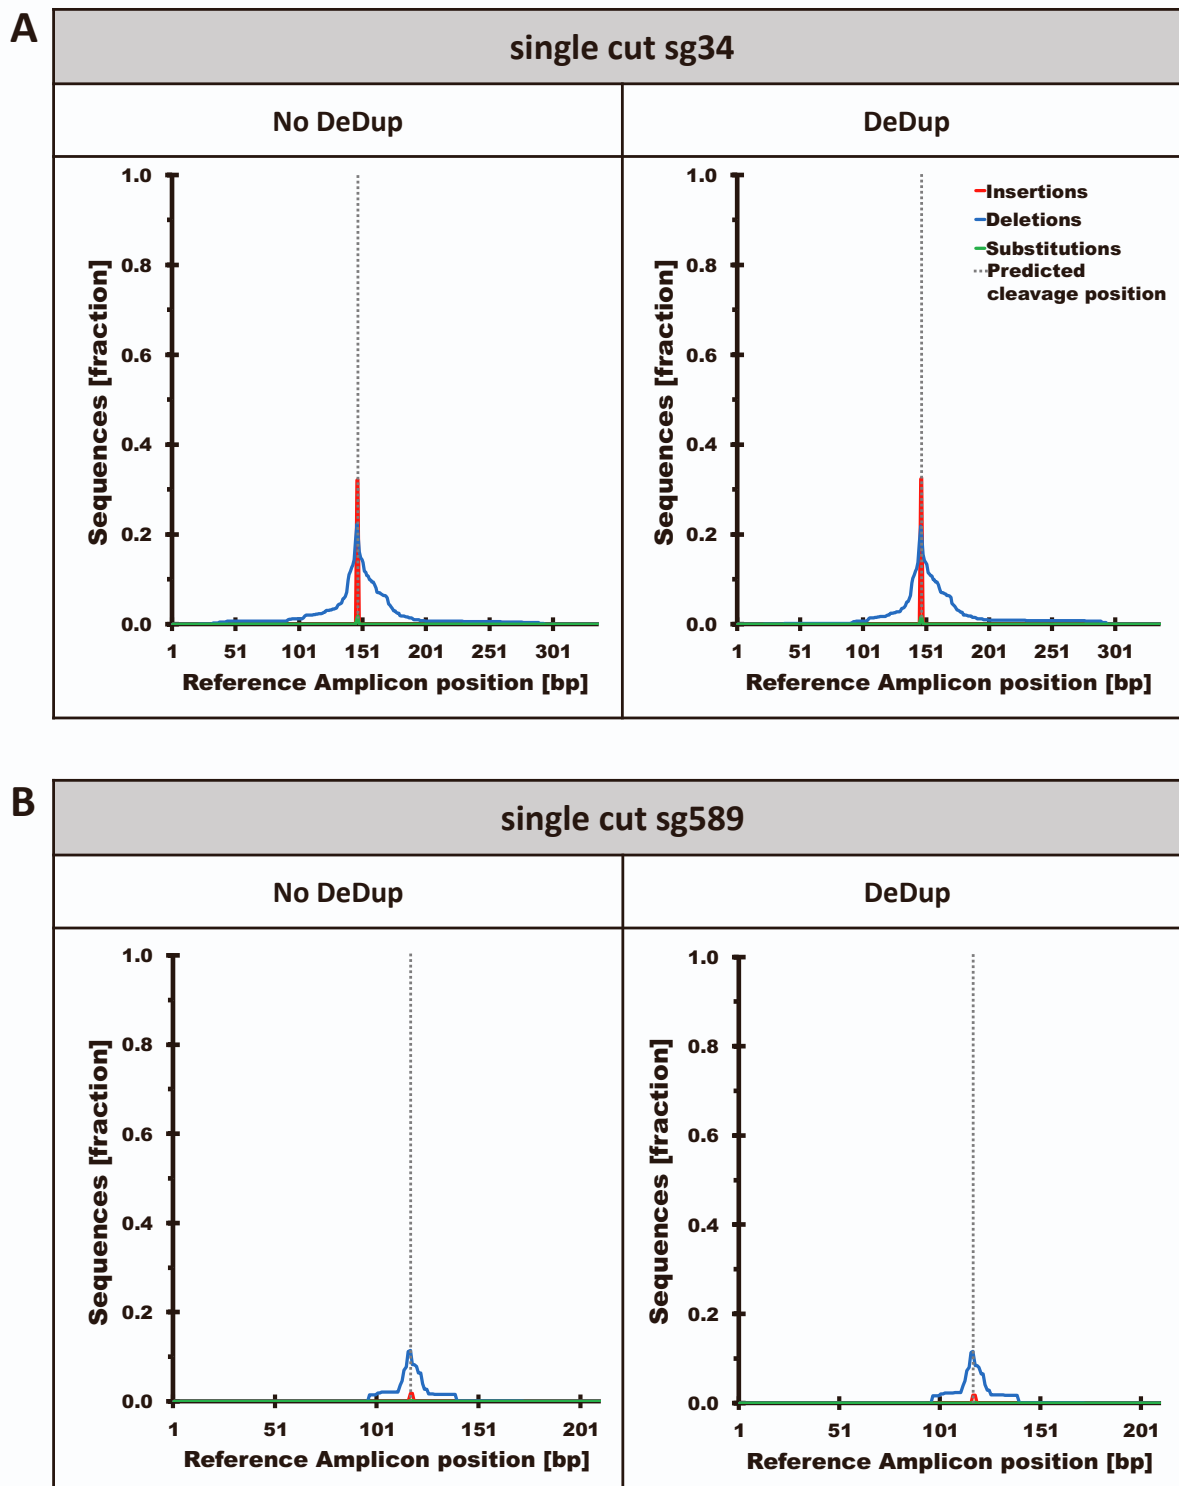 A
single cut sg34
No DeDup
DeDup
1.0
0.8
0.6
0.4
0.2
0.0
Sequences [fraction]
1 51 101 151 201 251 301
Reference Amplicon position [bp]
1.0
0.8
0.6
0.4
0.2
0.0
Sequences [fraction]
1 51 101 151 201 251 301
Reference Amplicon position [bp]
Insertions
Deletions
Substitutions
Predicted
cleavage position
B
single cut sg589
No DeDup
DeDup
1.0
0.8
0.6
0.4
0.2
0.0
Sequences [fraction]
1 51 101 151 201
Reference Amplicon position [bp]
1.0
0.8
0.6
0.4
0.2
0.0
Sequences [fraction]
1 51 101 151 201
Reference Amplicon position [bp]